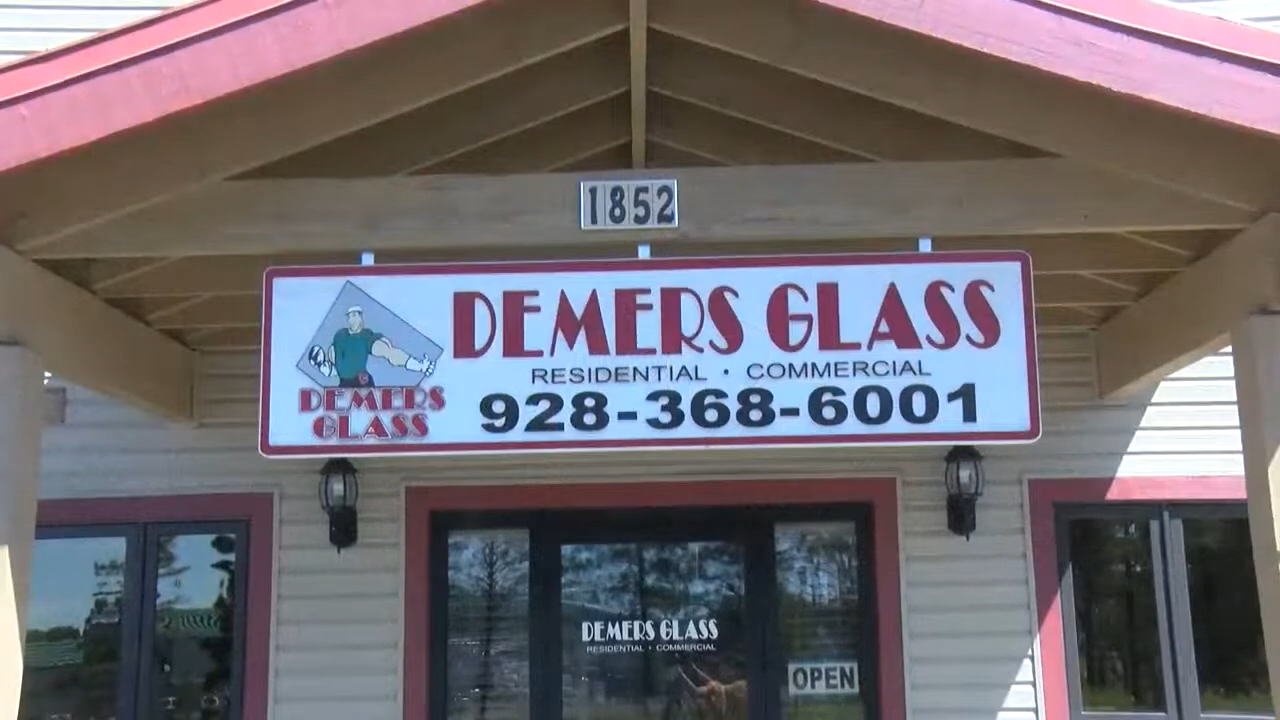 1852
DEMERS GLASS
RESIDENTIAL · COMMERCIAL
928-368-6001
DEMERS
GLASS
DEMERS GLASS
RESIDENTIAL · COMMERCIAL
OPEN